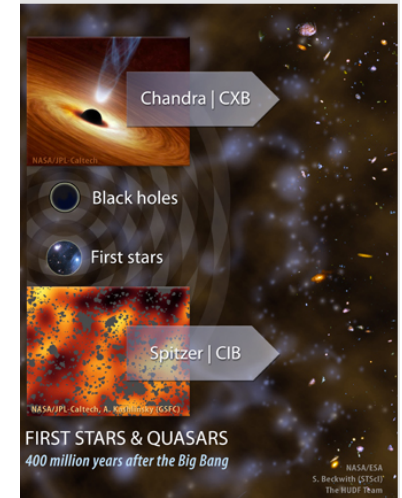 Chandra | CXB
NASA/JPL-Caltech
Black holes
First stars
Spitzer | CIB
NASA/JPL-Caltech, A. Kashlinsky (GSFC)
FIRST STARS & QUASARS
400 million years after the Big Bang
NASA/ESA
S. Beckwith (STScI)
The HUDF Team